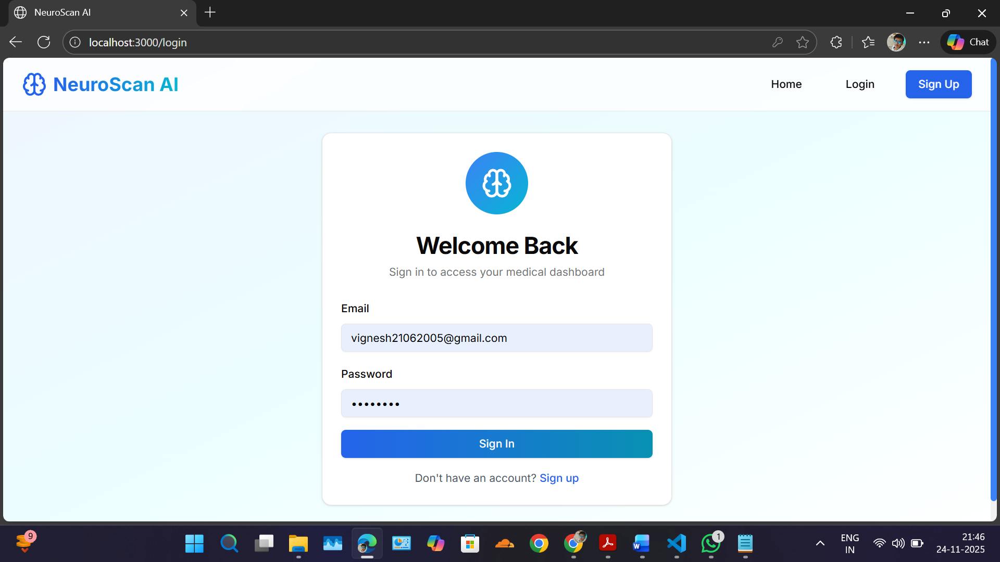 NeuroScan AI
localhost:3000/login
Chat
NeuroScan AI
Home
Login
Sign Up
Welcome Back
Sign in to access your medical dashboard
Email
vignesh21062005@gmail.com
Password
••••••••
Sign In
Don't have an account? Sign up
9
W
1
ENG
IN
21:46
24-11-2025